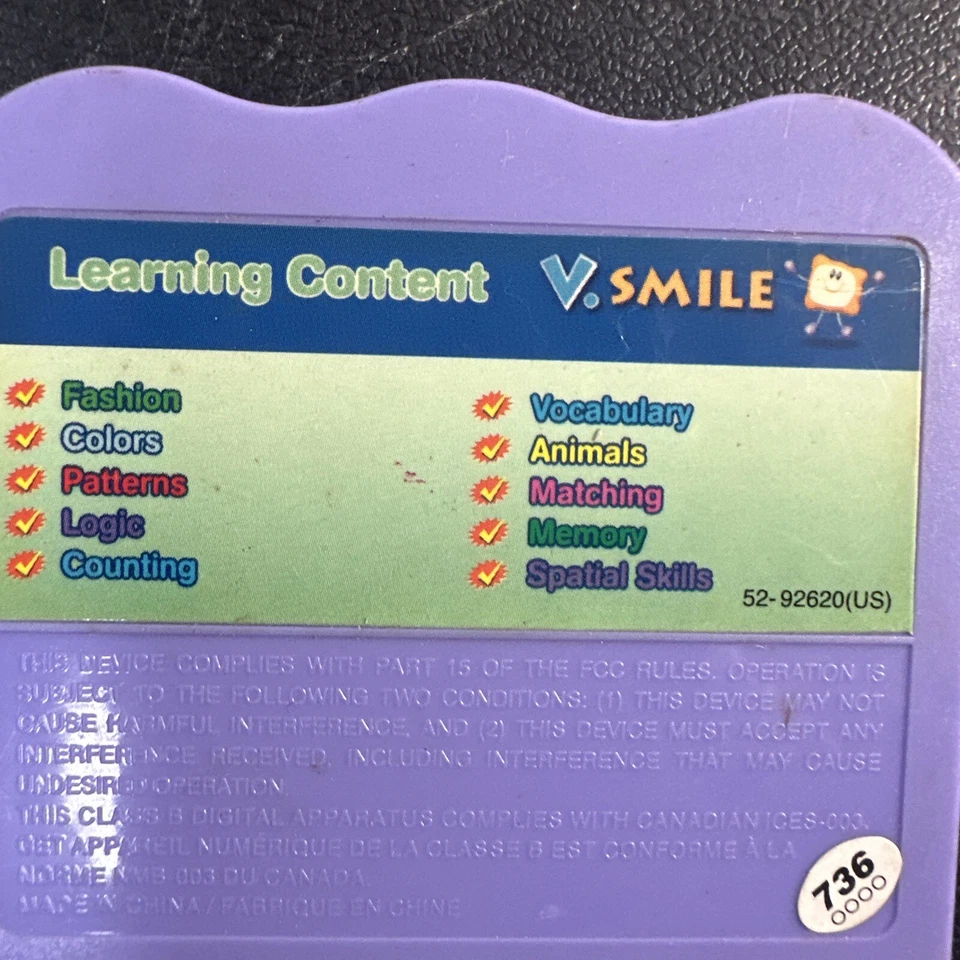 Learning Content V.SMILE
Fashion
Colors
Patterns
Logic
Counting
Vocabulary
Animals
Matching
Memory
Spatial Skills
52-92620(US)
THIS DEVICE COMPLIES WITH PART 15 OF THE FCC RULES. OPERATION IS
SUBJECT TO THE FOLLOWING TWO CONDITIONS: (1) THIS DEVICE MAY NOT
CAUSE HARMFUL INTERFERENCE, AND (2) THIS DEVICE MUST ACCEPT ANY
INTERFERENCE RECEIVED, INCLUDING INTERFERENCE THAT MAY CAUSE
UNDESIRED OPERATION.
THIS CLASS B DIGITAL APPARATUS COMPLIES WITH CANADIAN ICES-003.
CET APPAREIL NUMÉRIQUE DE LA CLASSE B EST CONFORME À LA
NORME NMB-003 DU CANADA.
MADE IN CHINA / FABRIQUE EN CHINE
736
0000